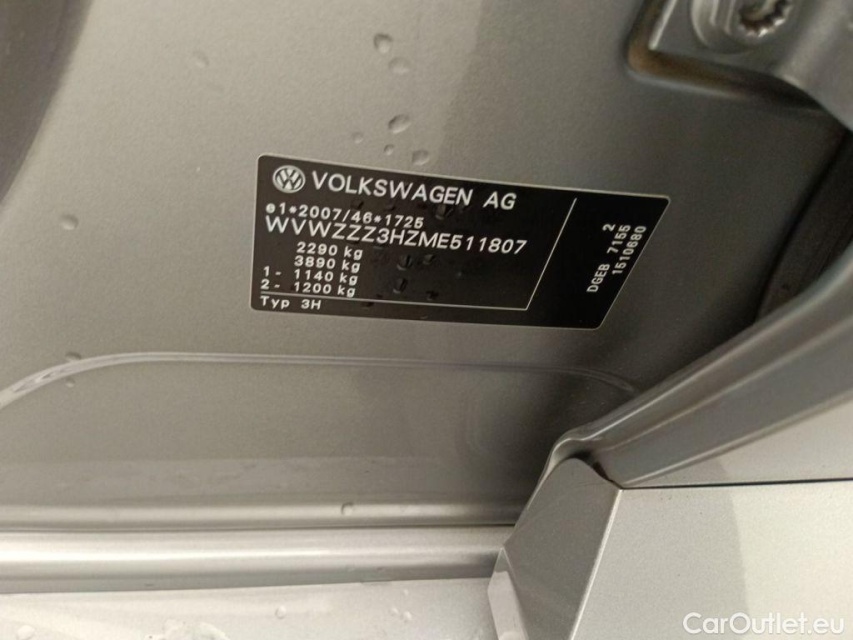 VOLKSWAGEN AG
e1*2007/46*1725
WVWZZZ3HZME511807
2290 kg
3890 kg
1- 1140 kg
2- 1200 kg
Typ 3H
2
DGEB 7155
1510680
CarOutlet.eu